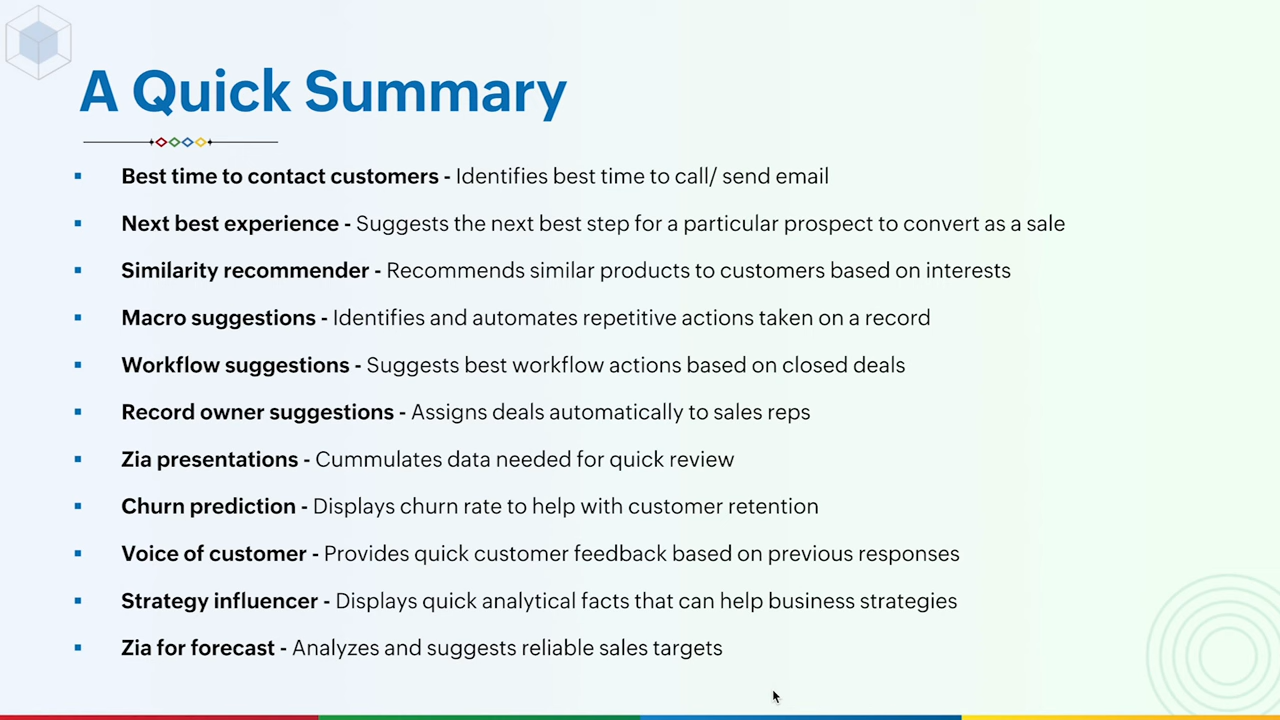 A Quick Summary
Best time to contact customers - Identifies best time to call/ send email
Next best experience - Suggests the next best step for a particular prospect to convert as a sale
Similarity recommender - Recommends similar products to customers based on interests
Macro suggestions - Identifies and automates repetitive actions taken on a record
Workflow suggestions - Suggests best workflow actions based on closed deals
Record owner suggestions - Assigns deals automatically to sales reps
Zia presentations - Cummulates data needed for quick review
Churn prediction - Displays churn rate to help with customer retention
Voice of customer - Provides quick customer feedback based on previous responses
Strategy influencer - Displays quick analytical facts that can help business strategies
Zia for forecast - Analyzes and suggests reliable sales targets